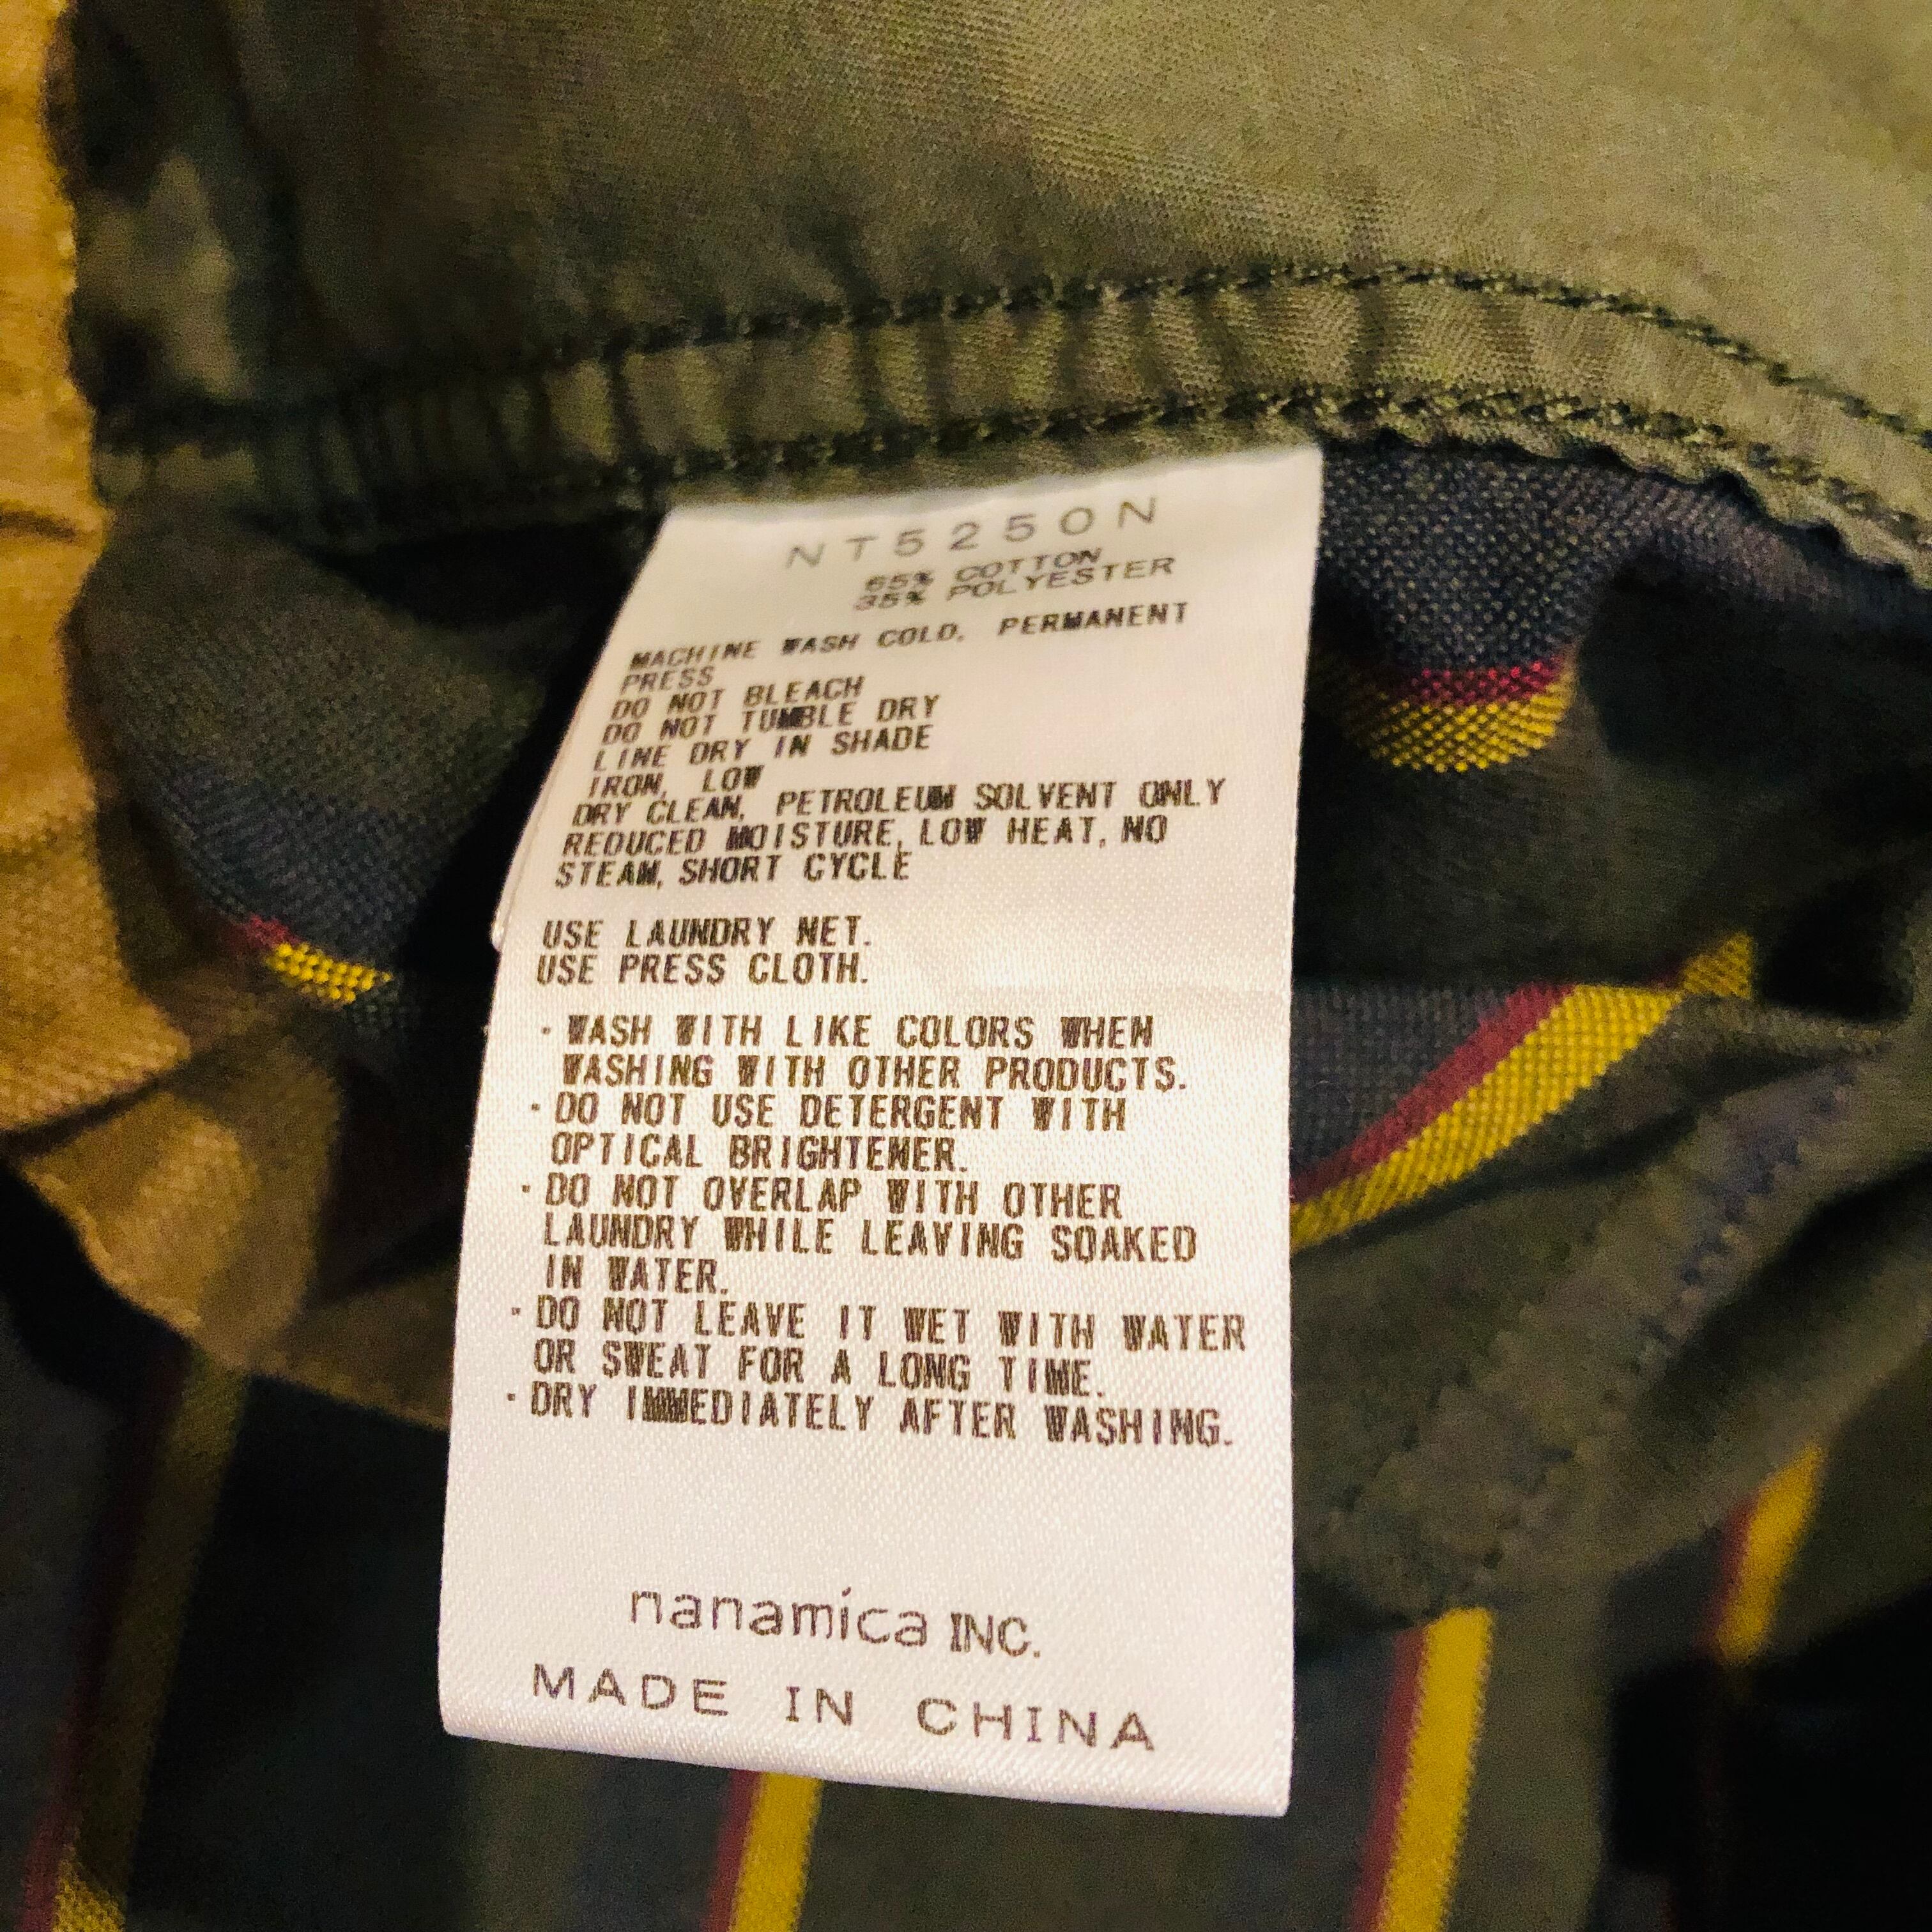 NT5250N
65% COTTON
35% POLYESTER
MACHINE WASH COLD, PERMANENT
PRESS
DO NOT BLEACH
DO NOT TUMBLE DRY
LINE DRY IN SHADE
IRON, LOW
DRY CLEAN, PETROLEUM SOLVENT ONLY
REDUCED MOISTURE, LOW HEAT, NO
STEAM, SHORT CYCLE
USE LAUNDRY NET.
USE PRESS CLOTH.
・WASH WITH LIKE COLORS WHEN
WASHING WITH OTHER PRODUCTS.
・DO NOT USE DETERGENT WITH
OPTICAL BRIGHTENER.
・DO NOT OVERLAP WITH OTHER
LAUNDRY WHILE LEAVING SOAKED
IN WATER.
・DO NOT LEAVE IT WET WITH WATER
OR SWEAT FOR A LONG TIME.
・DRY IMMEDIATELY AFTER WASHING.
nanamica INC.
MADE IN CHINA